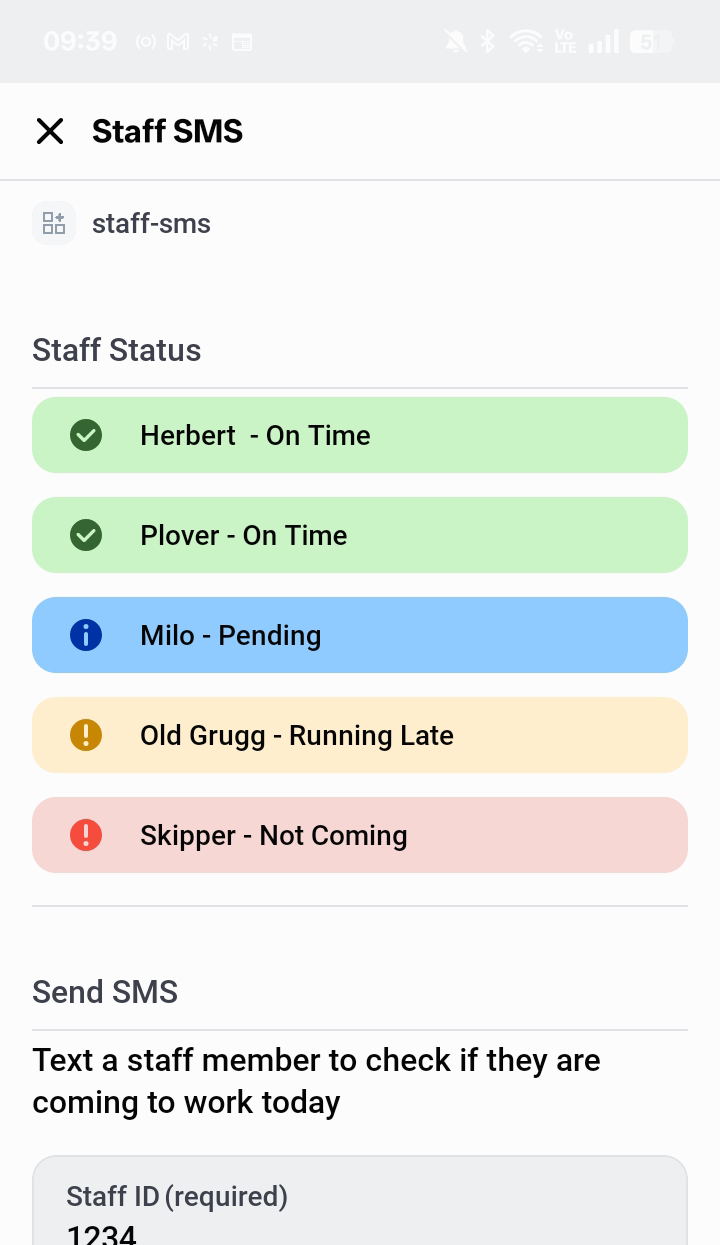 09:39
Vo LTE
Staff SMS
staff-sms
Staff Status
Herbert  - On Time
Plover - On Time
Milo - Pending
Old Grugg - Running Late
Skipper - Not Coming
Send SMS
Text a staff member to check if they are
coming to work today
Staff ID (required)
1234